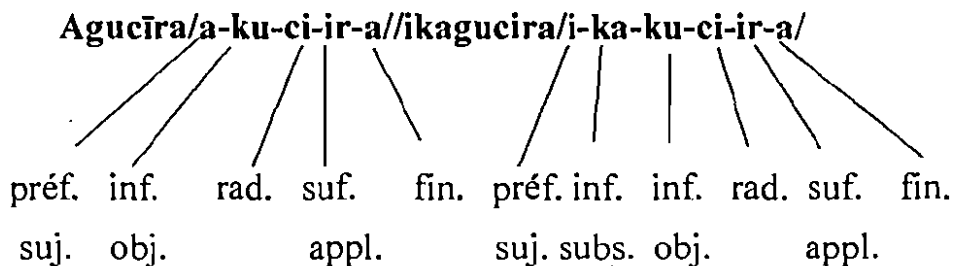 Agucīra/a-ku-ci-ir-a//ikagucira/i-ka-ku-ci-ir-a/
préf. inf. rad. suf. fin. préf. inf. inf. rad. suf. fin.
suj. obj. appl. suj. subs. obj. appl.